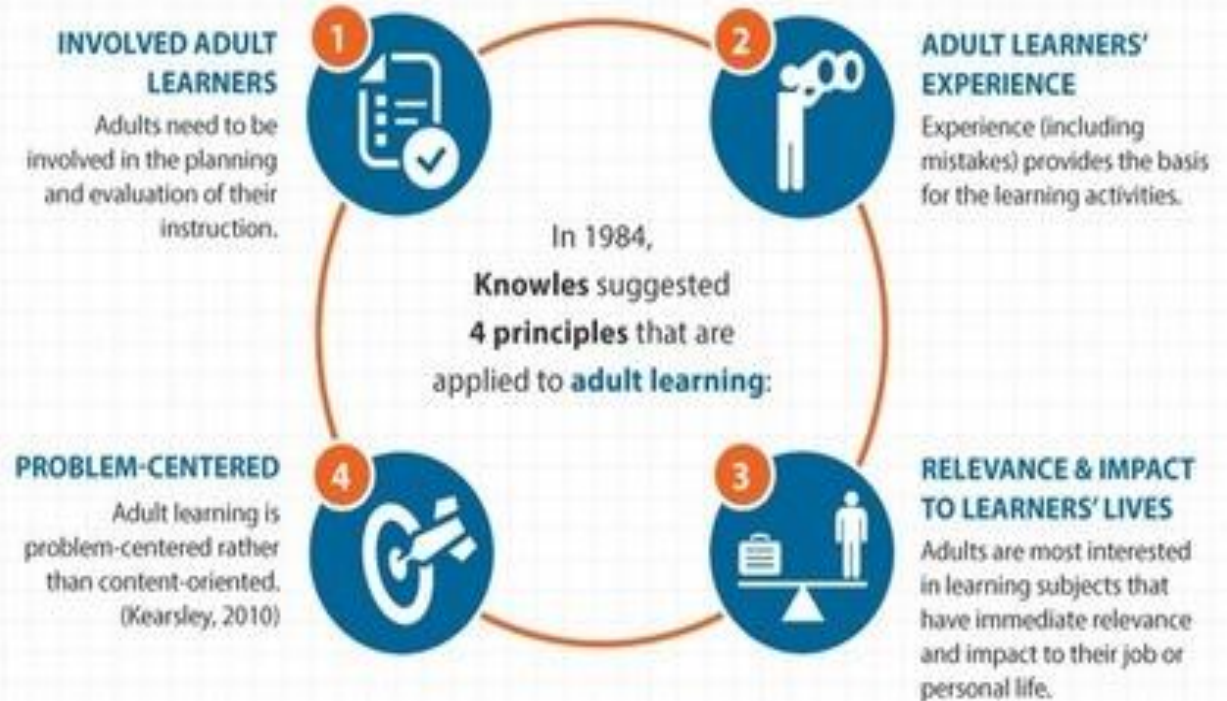 1
INVOLVED ADULT
LEARNERS
Adults need to be
involved in the planning
and evaluation of their
instruction.
2
ADULT LEARNERS'
EXPERIENCE
Experience (including
mistakes) provides the basis
for the learning activities.
In 1984,
Knowles suggested
4 principles that are
applied to adult learning:
3
RELEVANCE & IMPACT
TO LEARNERS' LIVES
Adults are most interested
in learning subjects that
have immediate relevance
and impact to their job or
personal life.
4
PROBLEM-CENTERED
Adult learning is
problem-centered rather
than content-oriented.
(Kearsley, 2010)